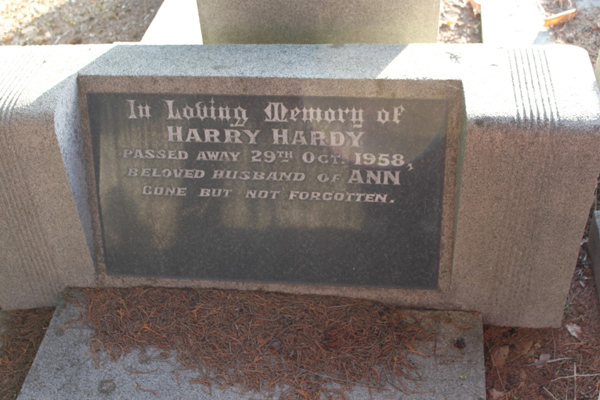 In Loving Memory of
HARRY HARDY
PASSED AWAY 29TH OCT. 1958,
BELOVED HUSBAND OF ANN
GONE BUT NOT FORGOTTEN.